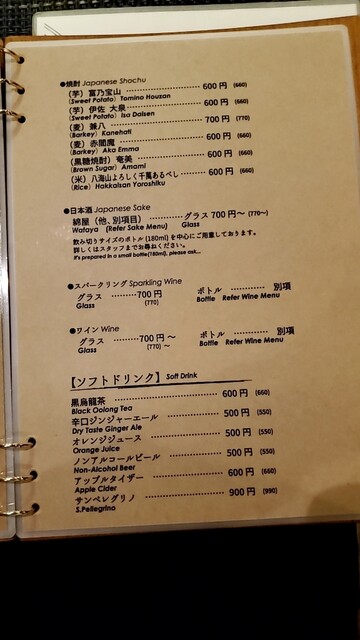 ●焼酎 Japanese Shochu
(芋) 富乃宝山 ………………… 600円 (660)
(Sweet Potato) Tomino Houzan
(芋) 伊佐 大泉 ………………… 600円 (660)
(Sweet Potato) Isa Daisen
(麦) 兼八 ………………… 700円 (770)
(Barkey) Kanehati
(麦) 赤閻魔 ………………… 600円 (660)
(Barkey) Aka Emma
(黒糖焼酎) 奄美 ………………… 600円 (660)
(Brown Sugar) Amami
(米) 八海山よろしく千萬あるべし ………… 600円 (660)
(Rice) Hakkaisan Yoroshiku
●日本酒 Japanese Sake
綿屋 (他、別項目) ………… グラス 700円～ (770～)
Wataya (Refer Sake Menu) Glass
飲み切りサイズのボトル(180ml)を中心にご用意しております。
詳しくはスタッフまでお尋ねください。
It's prepared in a small bottle(180ml), please ask...
●スパークリング Sparkling Wine
グラス ………700円 ボトル ………… 別項
Glass (770) Bottle Refer Wine Menu
●ワイン Wine
グラス ………700円～ ボトル ………… 別項
Glass (770)～ Bottle Refer Wine Menu
【ソフトドリンク】 Soft Drink
黒烏龍茶 ………………… 600円 (660)
Black Oolong Tea
辛口ジンジャーエール ………………… 500円 (550)
Dry Taste Ginger Ale
オレンジジュース ………………… 500円 (550)
Orange Juice
ノンアルコールビール ………………… 500円 (550)
Non-Alcohol Beer
アップルタイザー ………………… 600円 (660)
Apple Cider
サンペレグリノ ………………… 900円 (990)
S.Pellegrino